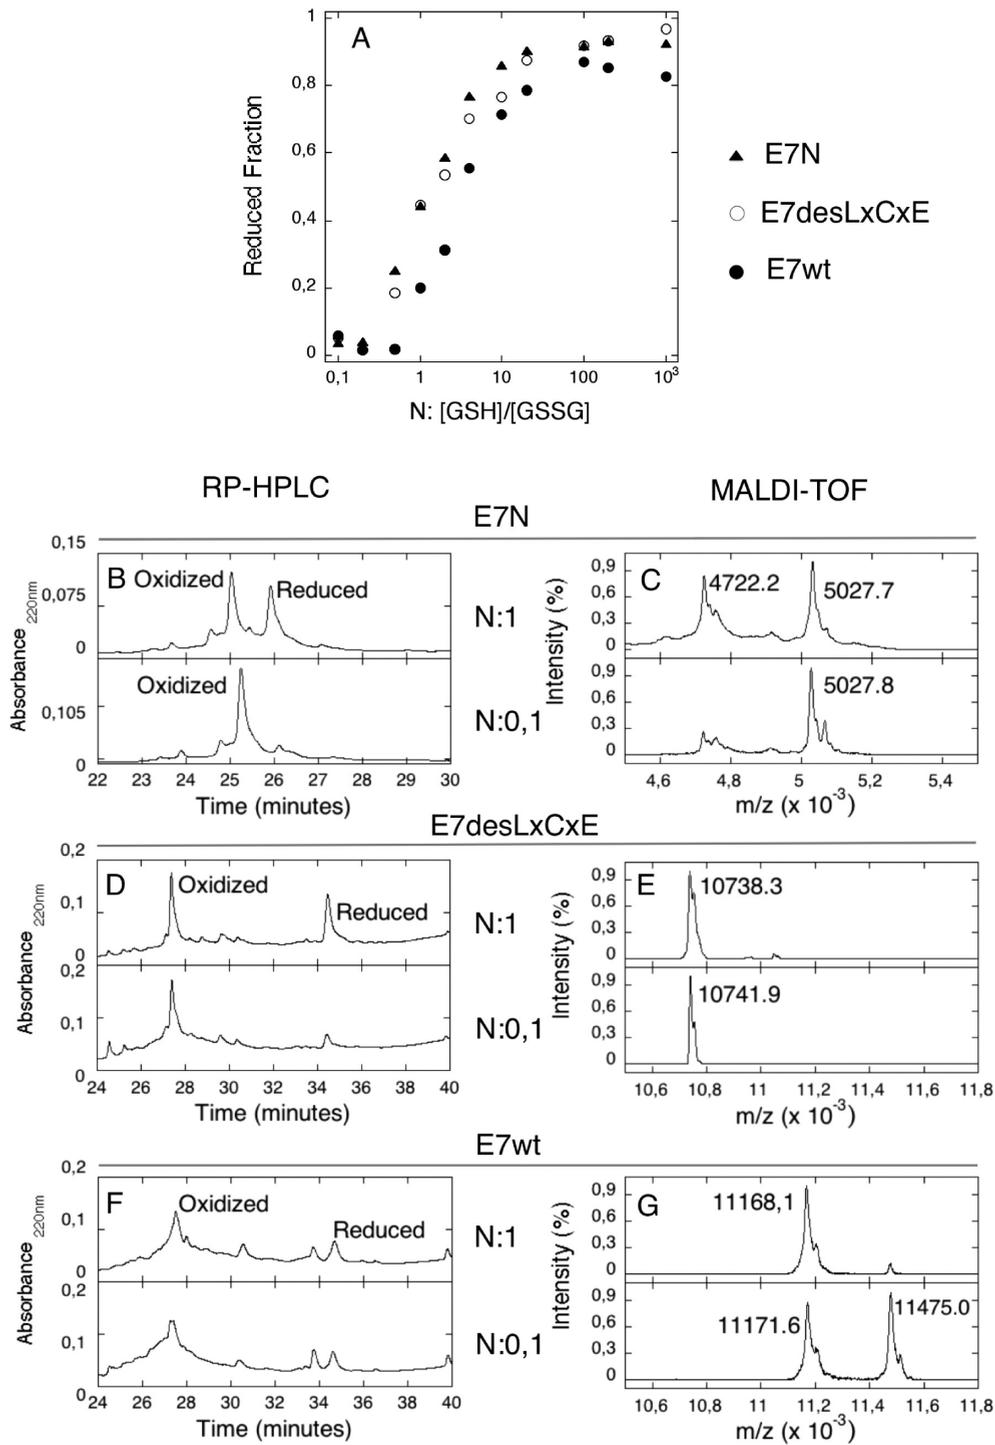 A
1
0,8
0,6
0,4
0,2
0
Reduced Fraction
0,1 1 10 100 10³
N: [GSH]/[GSSG]
E7N
E7desLxCxE
E7wt
RP-HPLC MALDI-TOF
E7N
B Oxidized Reduced
0,15
0,075
0
Absorbance 220nm
N:1
C 4722.2 5027.7
0,9
0,6
0,3
0
Intensity (%)
Oxidized
0,105
0
N:0,1
5027.8
0,9
0,6
0,3
0
22 23 24 25 26 27 28 29 30
Time (minutes)
4,6 4,8 5 5,2 5,4
m/z (x 10⁻³)
E7desLxCxE
D Oxidized Reduced
0,2
0,1
0
Absorbance 220nm
N:1
E 10738.3
0,9
0,6
0,3
0
Intensity (%)
0,2
0,1
0
N:0,1
10741.9
0,9
0,6
0,3
0
24 26 28 30 32 34 36 38 40
Time (minutes)
10,6 10,8 11 11,2 11,4 11,6 11,8
m/z (x 10⁻³)
E7wt
F Oxidized Reduced
0,2
0,1
0
Absorbance 220nm
N:1
G 11168,1
0,9
0,6
0,3
0
Intensity (%)
0,2
0,1
0
N:0,1
11171.6 11475.0
0,9
0,6
0,3
0
24 26 28 30 32 34 36 38 40
Time (minutes)
10,6 10,8 11 11,2 11,4 11,6 11,8
m/z (x 10⁻³)